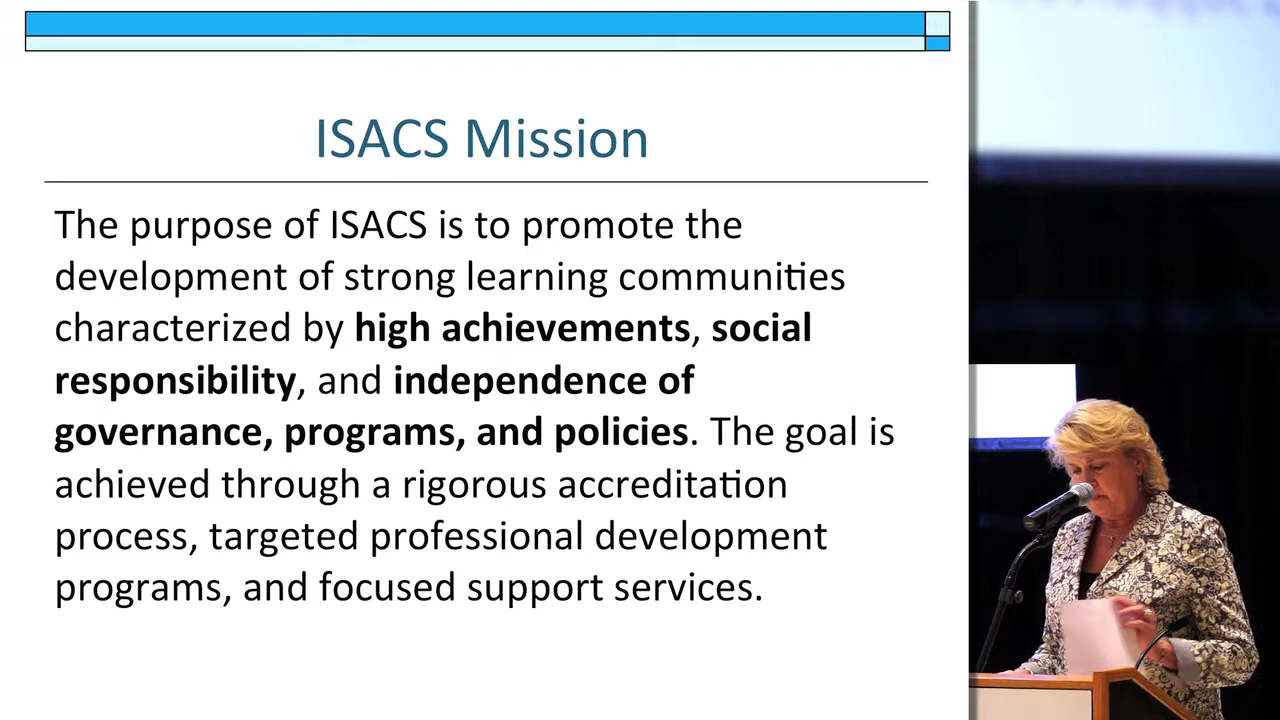 ISACS Mission
The purpose of ISACS is to promote the
development of strong learning communities
characterized by high achievements, social
responsibility, and independence of
governance, programs, and policies. The goal is
achieved through a rigorous accreditation
process, targeted professional development
programs, and focused support services.